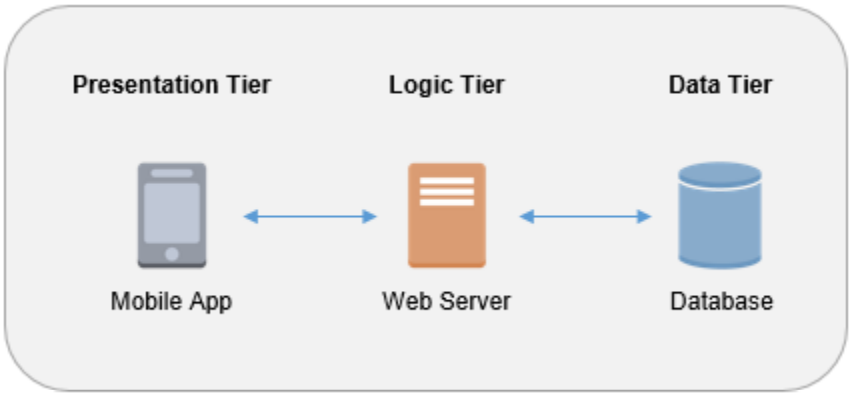 Presentation Tier
Logic Tier
Data Tier
Mobile App
Web Server
Database